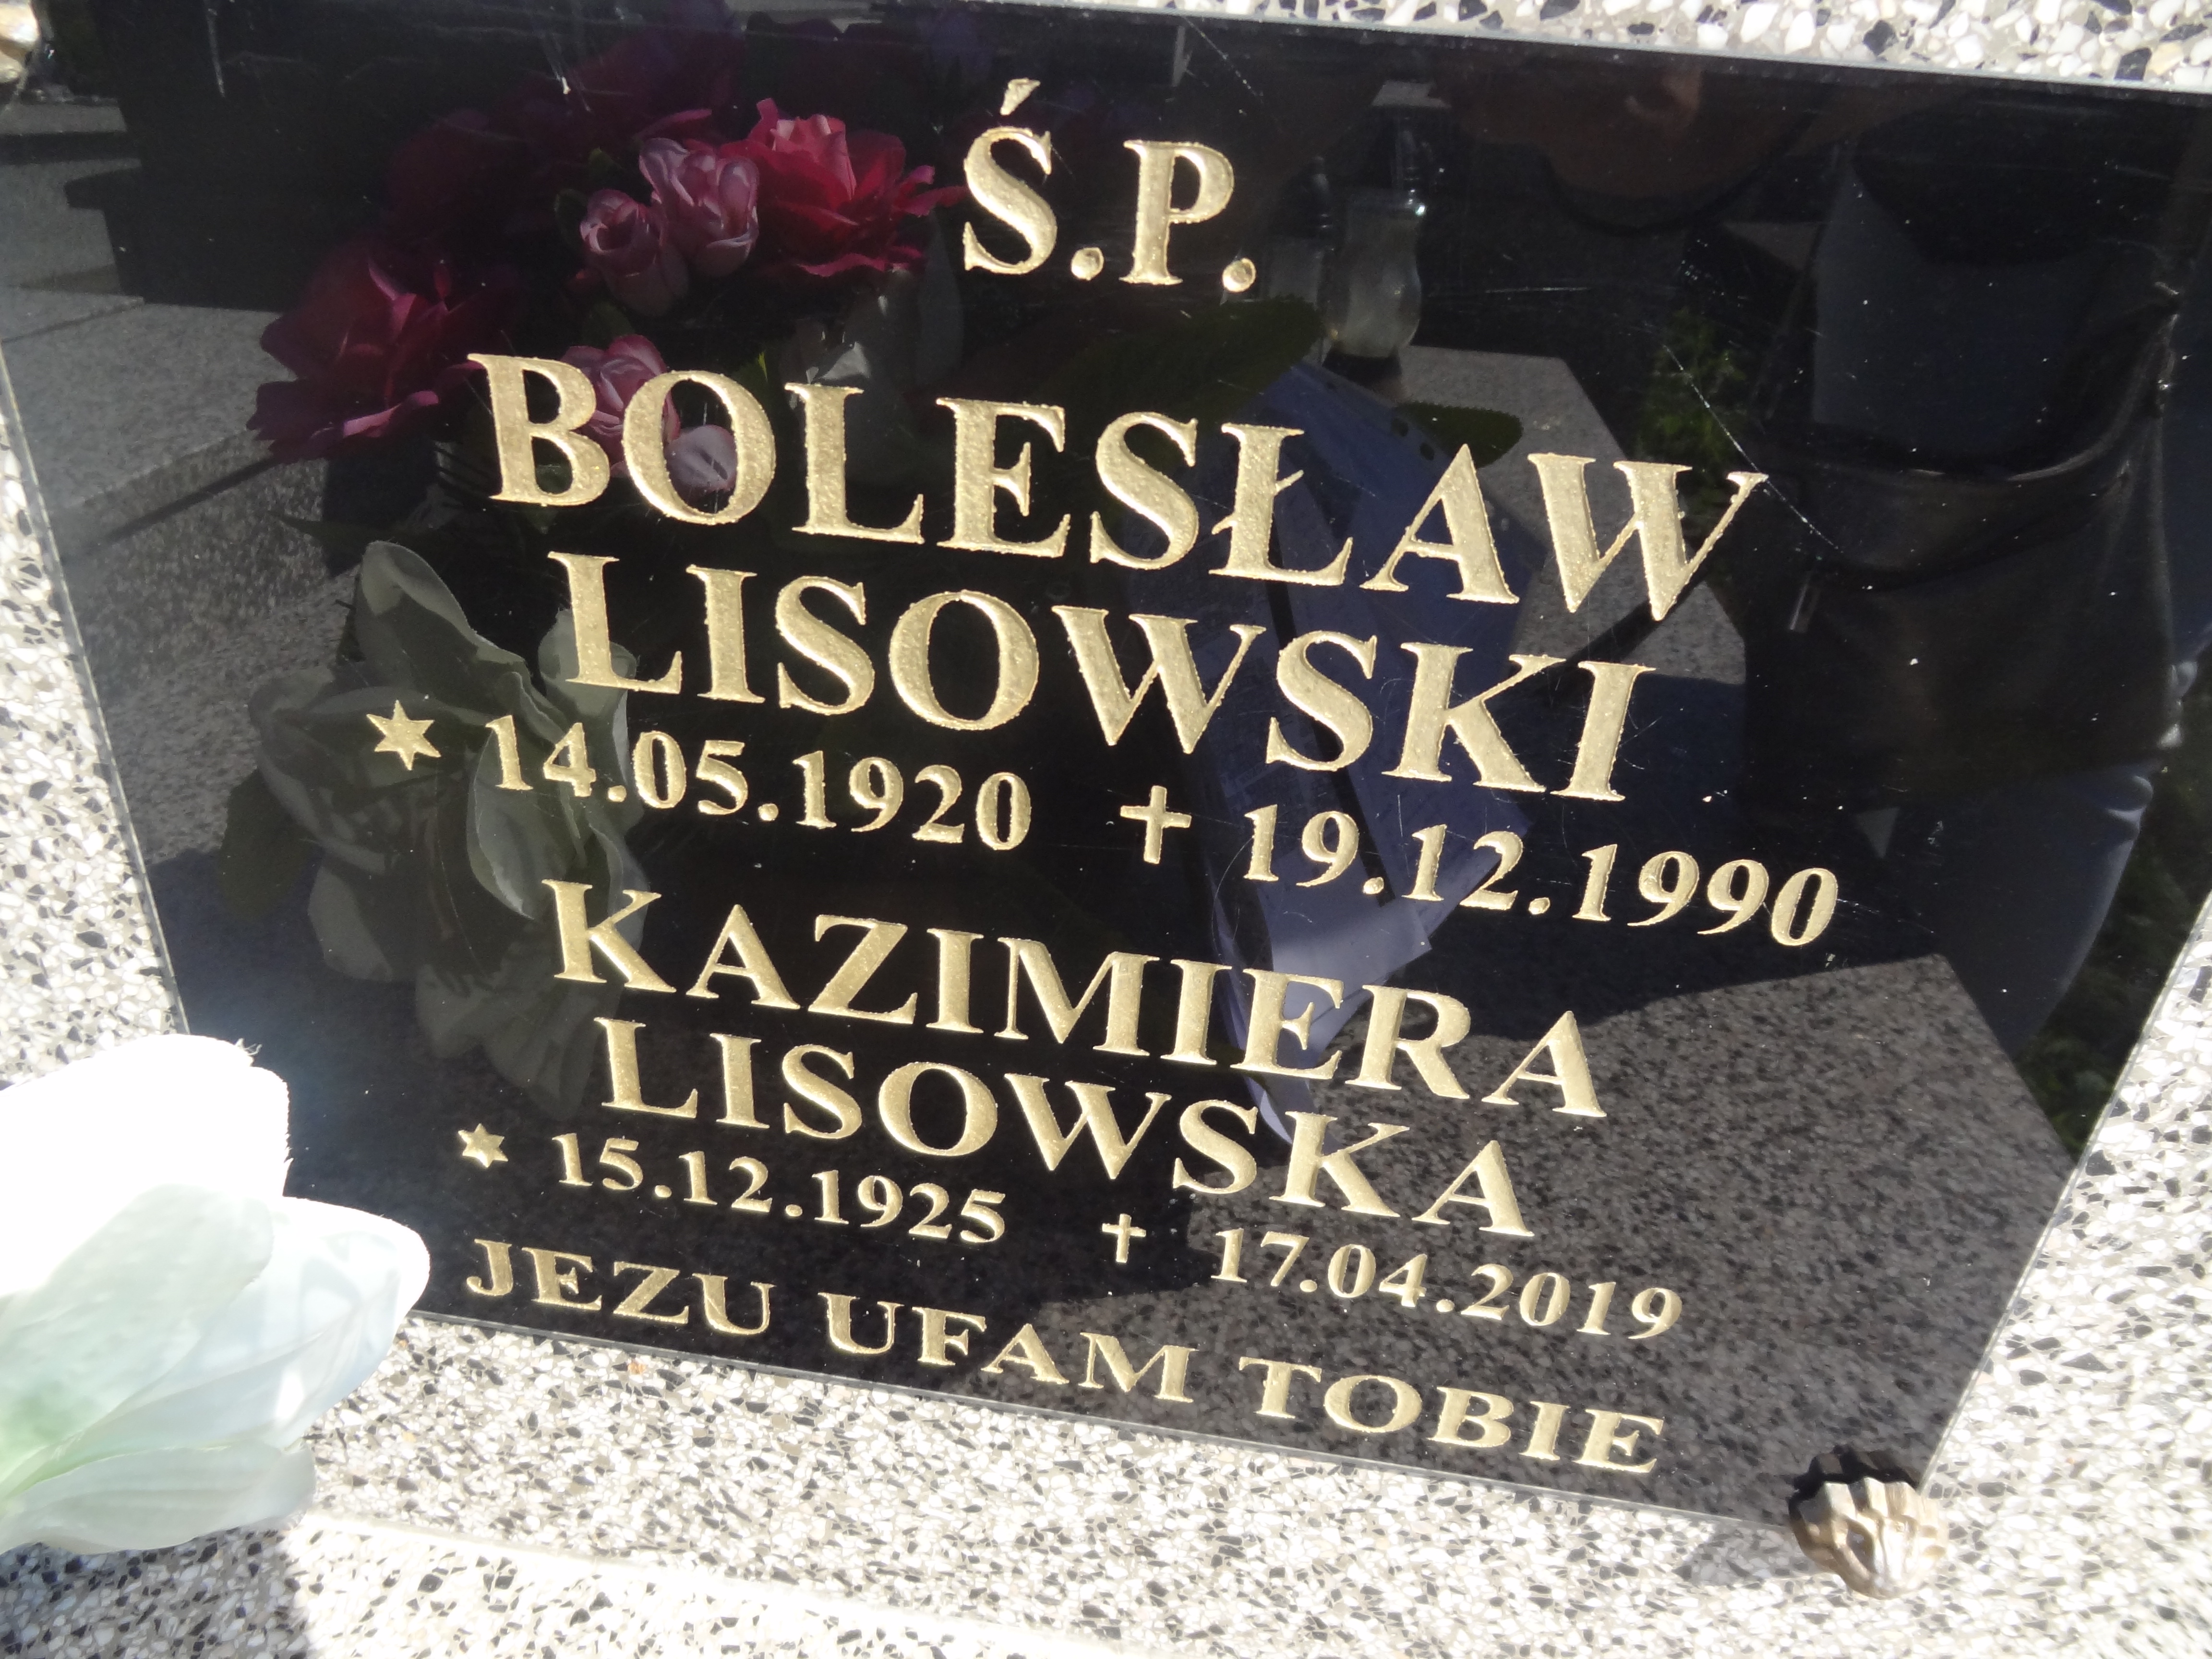 Ś.P.
BOLESŁAW
LISOWSKI
✶ 14.05.1920 ✝ 19.12.1990
KAZIMIERA
LISOWSKA
✶ 15.12.1925 ✝ 17.04.2019
JEZU UFAM TOBIE